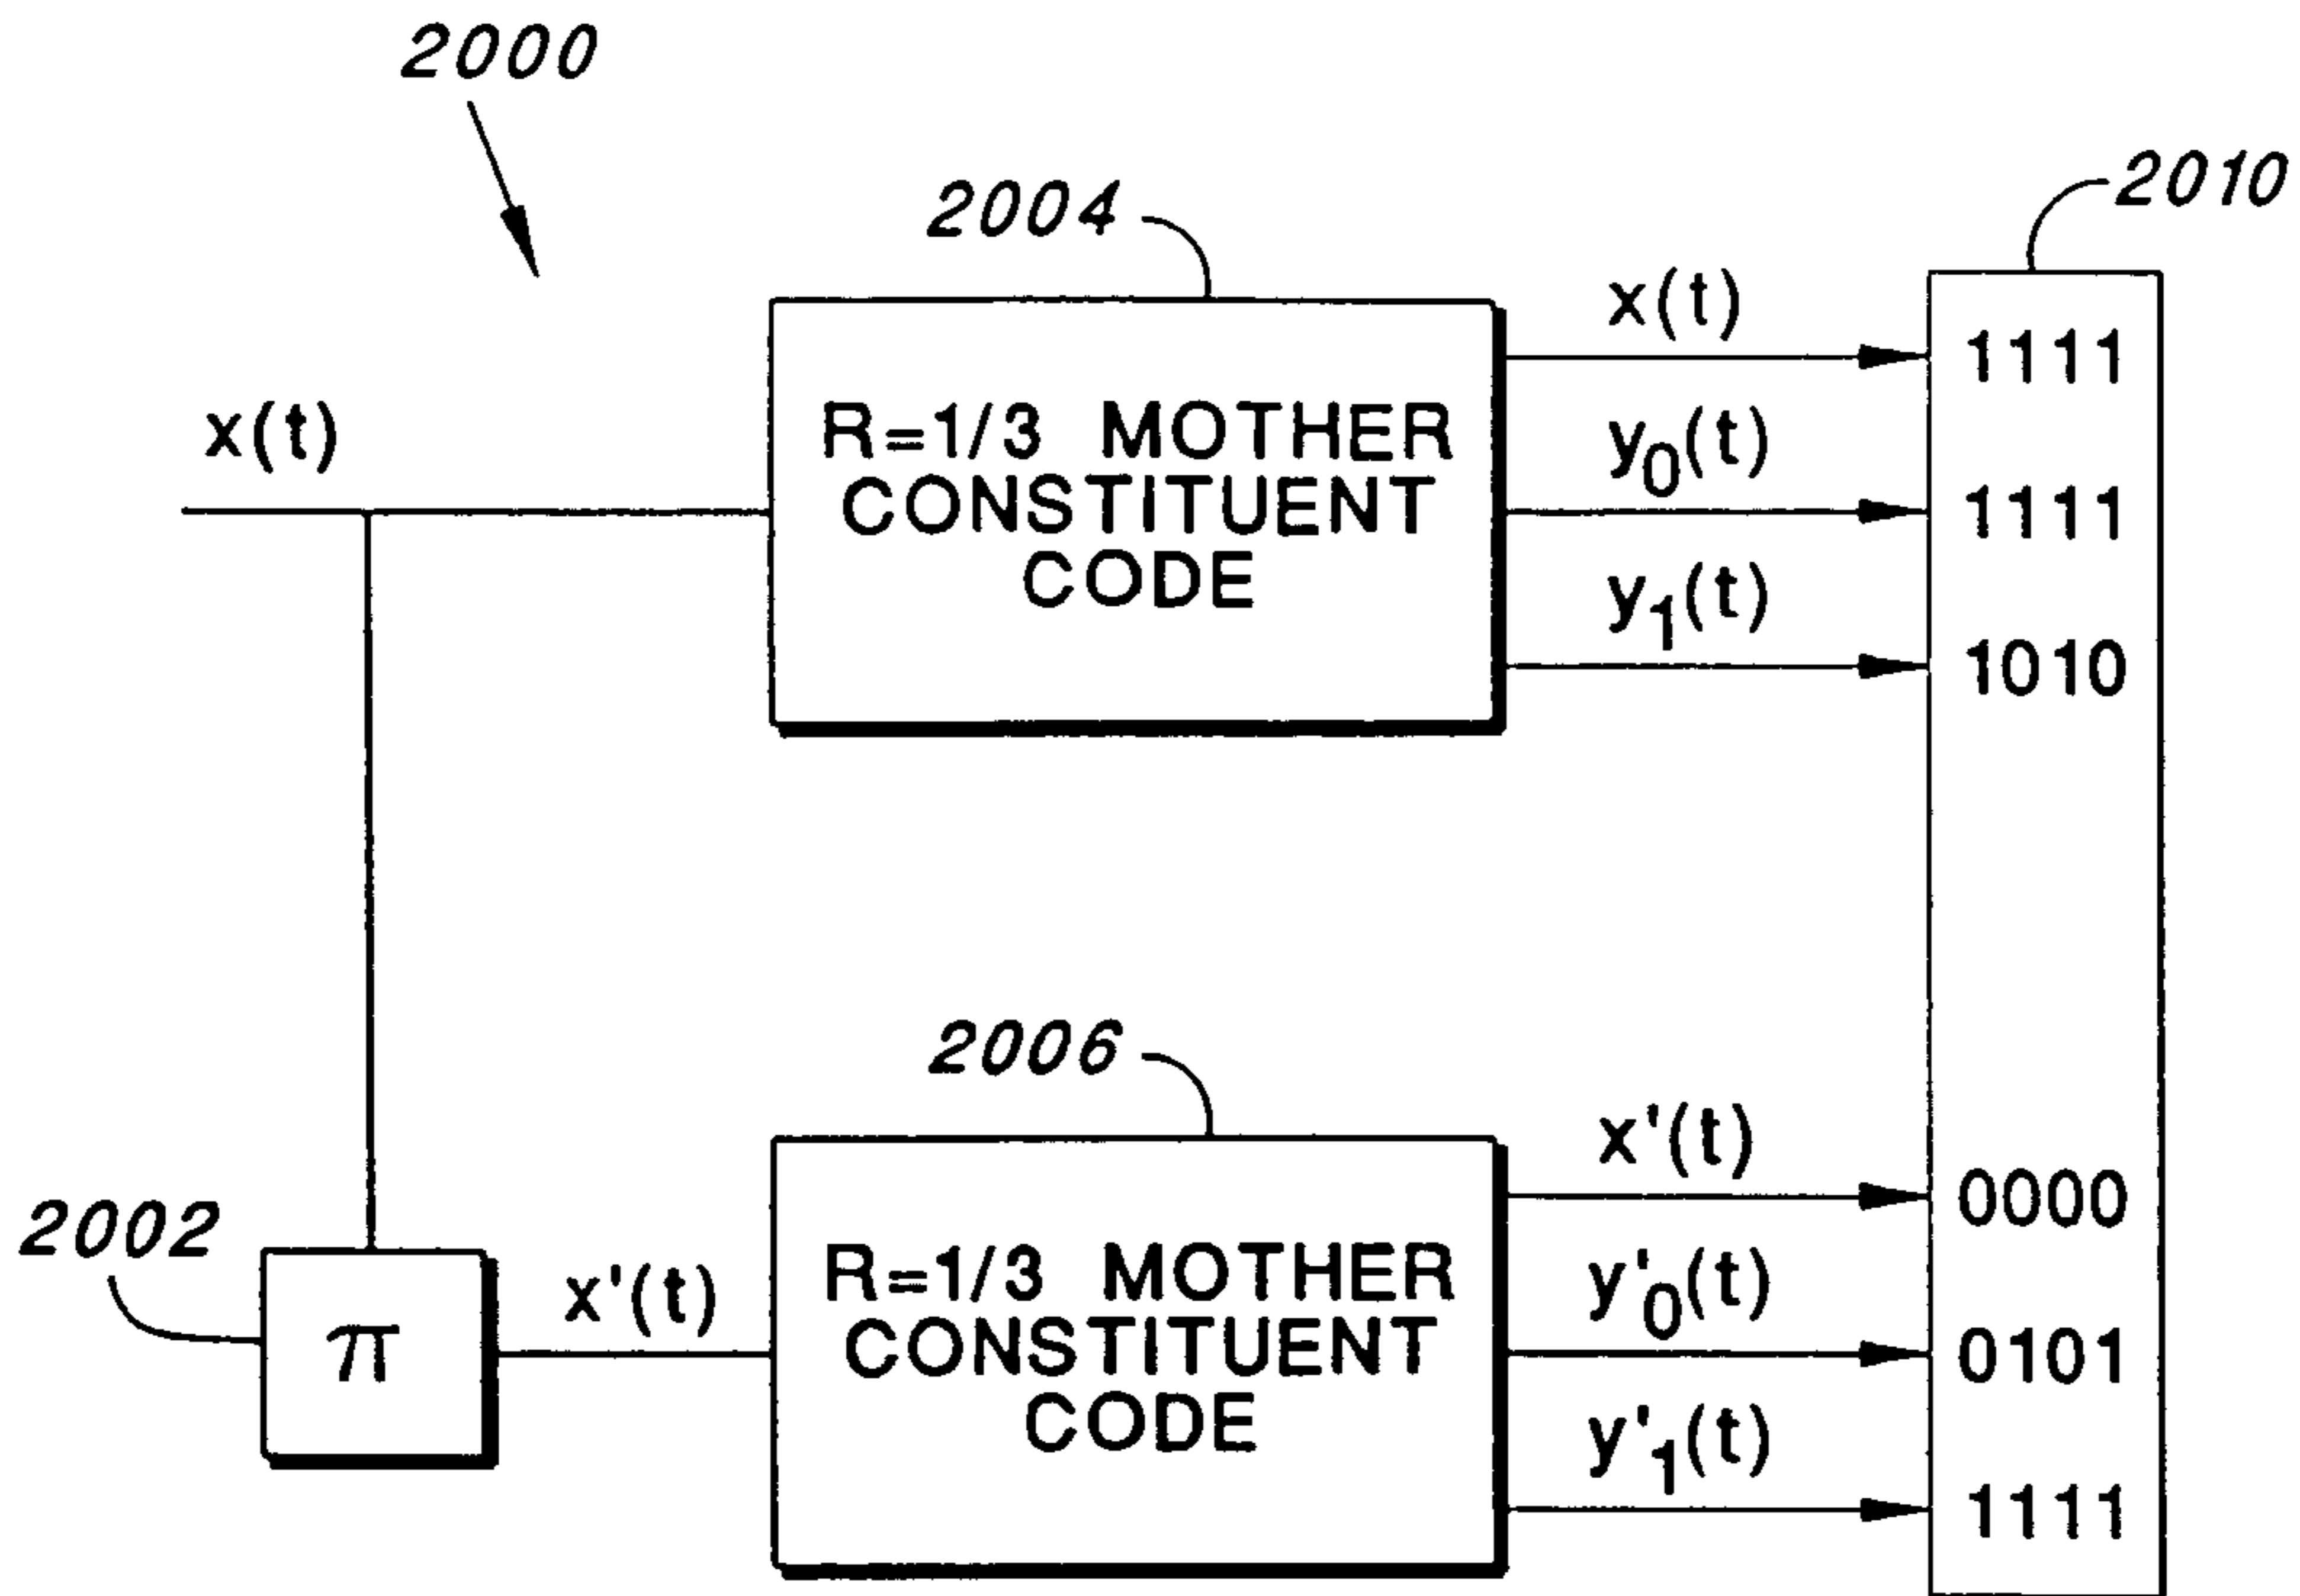 2000
2004
2010
x(t)
R=1/3 MOTHER
CONSTITUENT
CODE
x(t)
y0(t)
y1(t)
1111
1111
1010
2006
2002
π
x'(t)
R=1/3 MOTHER
CONSTITUENT
CODE
x'(t)
y'0(t)
y'1(t)
0000
0101
1111